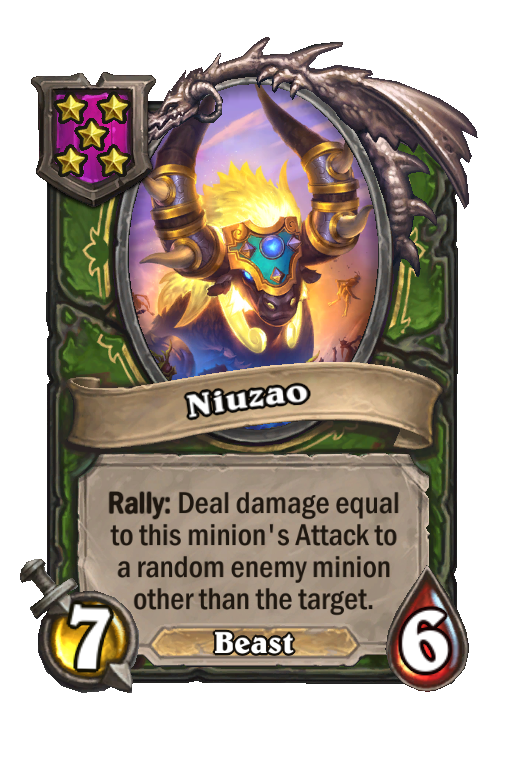 Niuzao
Rally: Deal damage equal
to this minion's Attack to
a random enemy minion
other than the target.
7
Beast
6